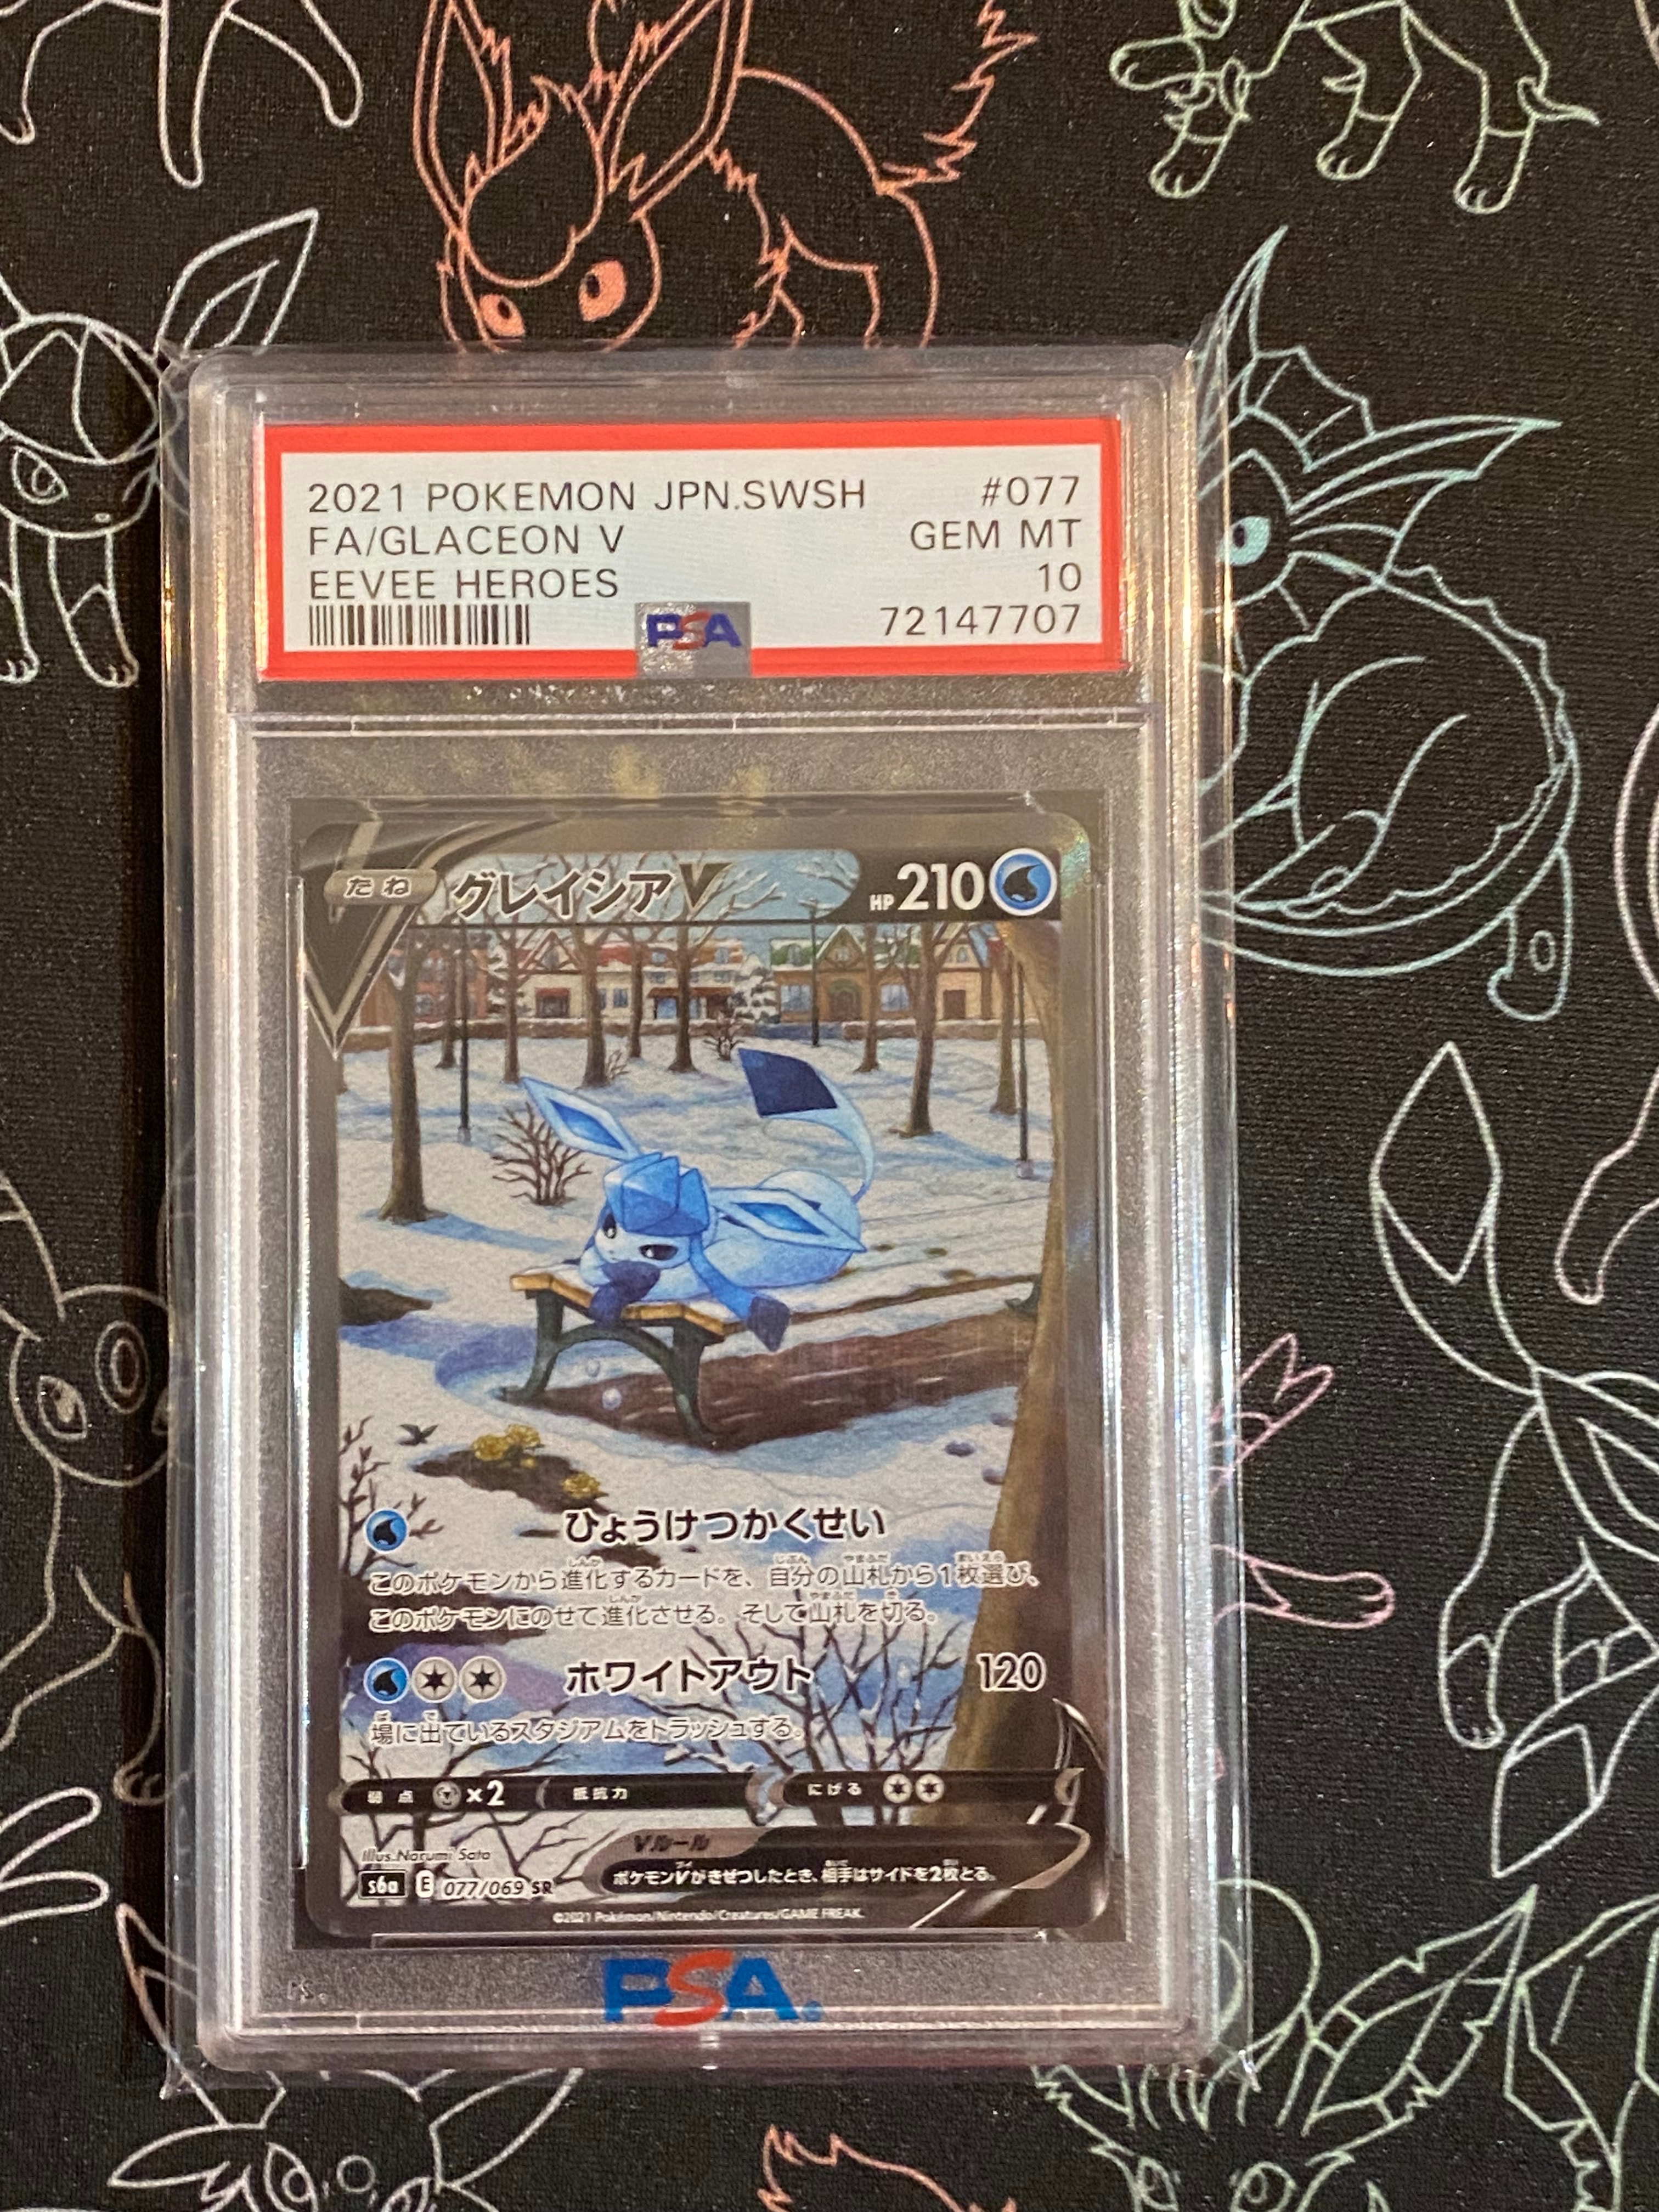 2021 POKEMON JPN.SWSH #077
FA/GLACEON V GEM MT
EEVEE HEROES 10
PSA 72147707
たね グレイシアV HP210
ひょうけつかくせい
このポケモンから進化するカードを、自分の山札から1枚選び、
このポケモンにのせて進化させる。そして山札を切る。
ホワイトアウト 120
場に出ているスタジアムをトラッシュする。
弱点 ×2 抵抗力 にげる
Vルール
Illus. Narumi Sato
ポケモンVがきぜつしたとき、相手はサイドを2枚とる。
s6a E 077/069 SR
©2021 Pokémon/Nintendo/Creatures/GAME FREAK.
PSA